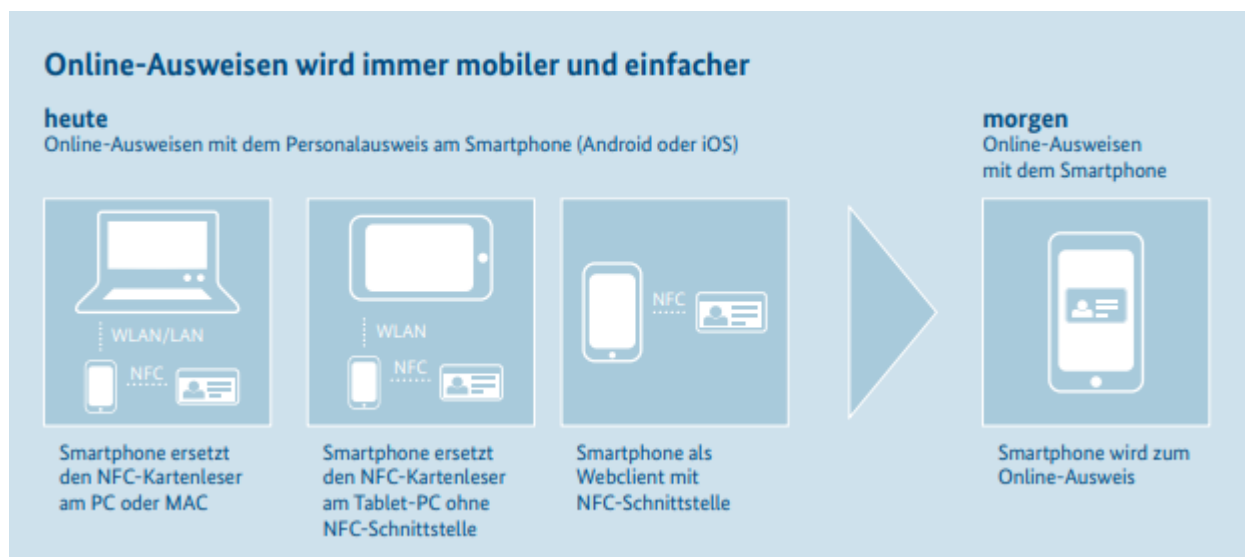 Online-Ausweisen wird immer mobiler und einfacher
heute
Online-Ausweisen mit dem Personalausweis am Smartphone (Android oder iOS)
morgen
Online-Ausweisen
mit dem Smartphone
WLAN/LAN
NFC
WLAN
NFC
NFC
Smartphone ersetzt
den NFC-Kartenleser
am PC oder MAC
Smartphone ersetzt
den NFC-Kartenleser
am Tablet-PC ohne
NFC-Schnittstelle
Smartphone als
Webclient mit
NFC-Schnittstelle
Smartphone wird zum
Online-Ausweis